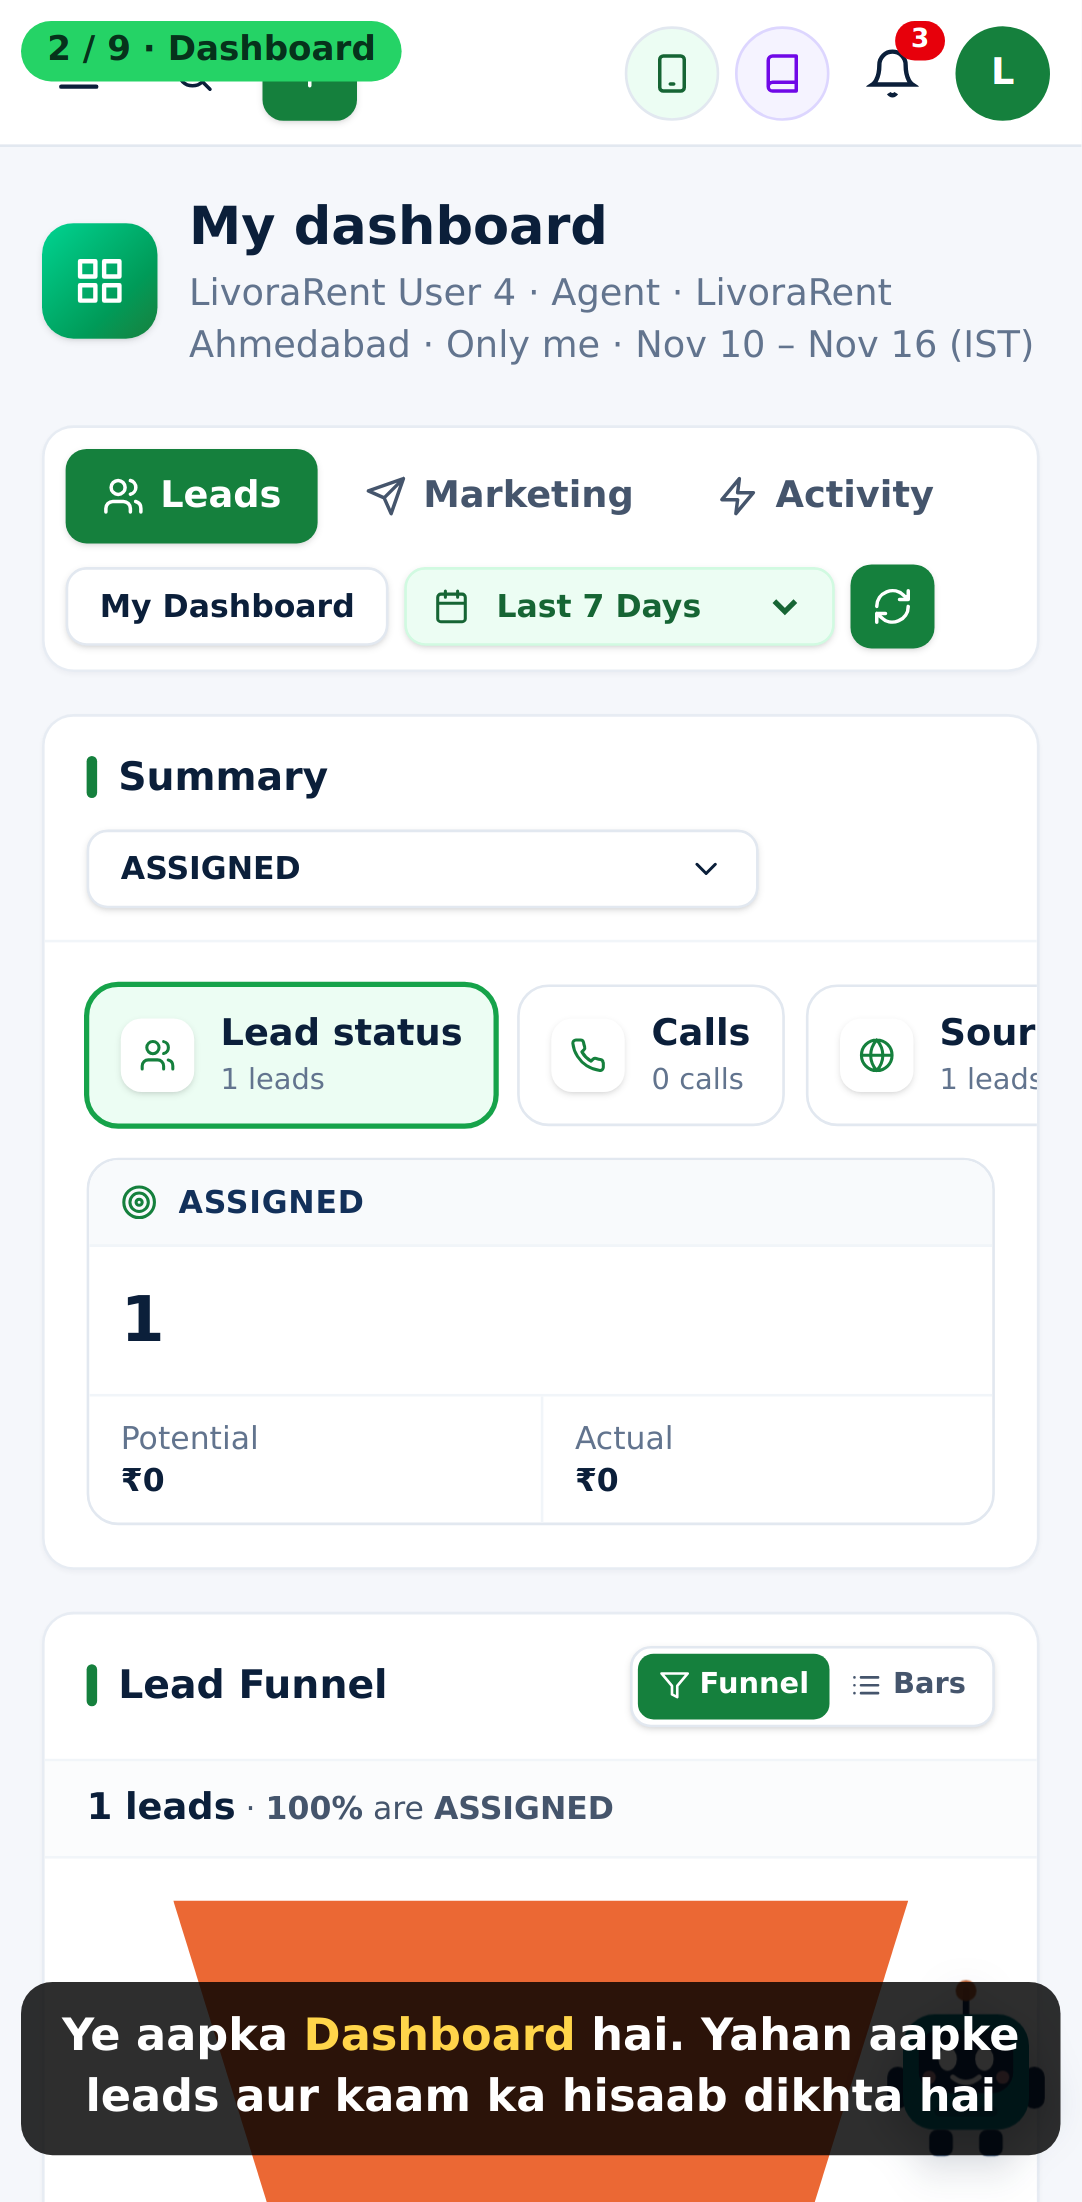 2 / 9 · Dashboard
3
L
My dashboard
LivoraRent User 4 · Agent · LivoraRent
Ahmedabad · Only me · Nov 10 – Nov 16 (IST)
Leads
Marketing
Activity
My Dashboard
Last 7 Days
Summary
ASSIGNED
Lead status
1 leads
Calls
0 calls
Sour
1 leads
ASSIGNED
1
Potential
₹0
Actual
₹0
Lead Funnel
Funnel
Bars
1 leads · 100% are ASSIGNED
Ye aapka Dashboard hai. Yahan aapke
leads aur kaam ka hisaab dikhta hai